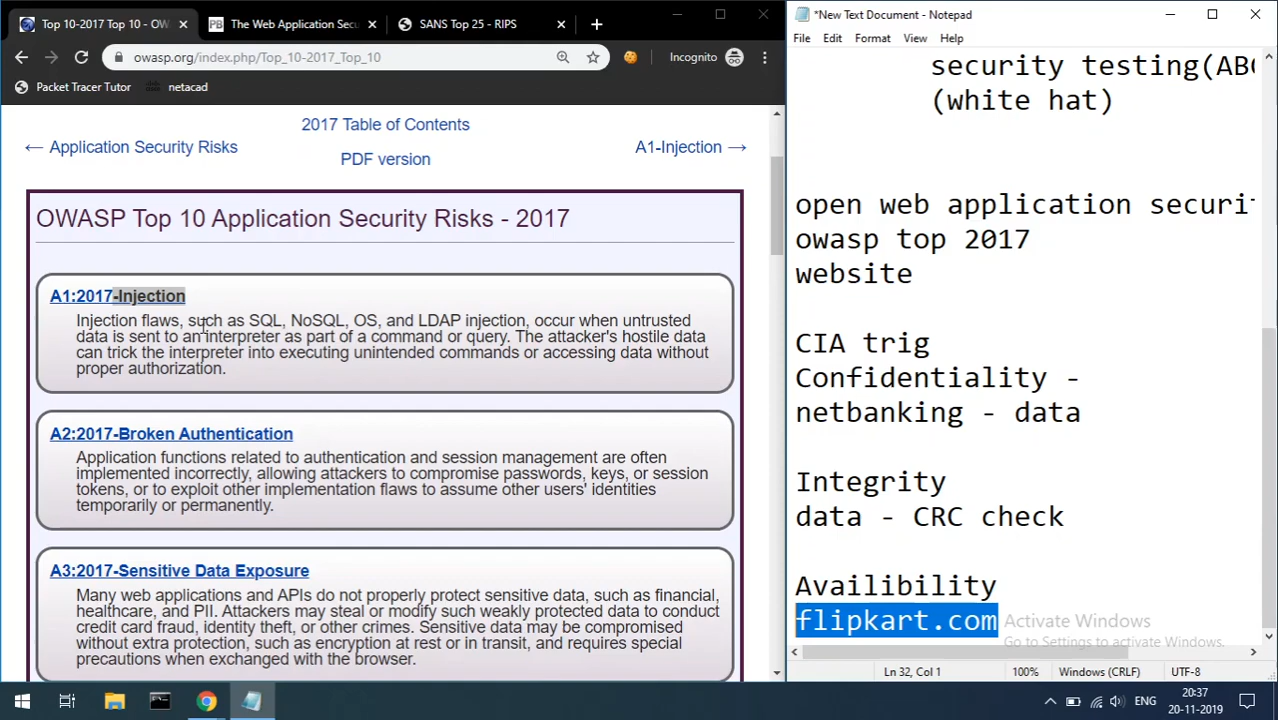 Top 10-2017 Top 10 - OW
The Web Application Secu
SANS Top 25 - RIPS
owasp.org/index.php/Top_10-2017_Top_10
Incognito
Packet Tracer Tutor
netacad
2017 Table of Contents
← Application Security Risks
A1-Injection →
PDF version
OWASP Top 10 Application Security Risks - 2017
A1:2017-Injection
Injection flaws, such as SQL, NoSQL, OS, and LDAP injection, occur when untrusted
data is sent to an interpreter as part of a command or query. The attacker's hostile data
can trick the interpreter into executing unintended commands or accessing data without
proper authorization.
A2:2017-Broken Authentication
Application functions related to authentication and session management are often
implemented incorrectly, allowing attackers to compromise passwords, keys, or session
tokens, or to exploit other implementation flaws to assume other users' identities
temporarily or permanently.
A3:2017-Sensitive Data Exposure
Many web applications and APIs do not properly protect sensitive data, such as financial,
healthcare, and PII. Attackers may steal or modify such weakly protected data to conduct
credit card fraud, identity theft, or other crimes. Sensitive data may be compromised
without extra protection, such as encryption at rest or in transit, and requires special
precautions when exchanged with the browser.
*New Text Document - Notepad
File Edit Format View Help
security testing(ABC
(white hat)
open web application securit
owasp top 2017
website
CIA trig
Confidentiality -
netbanking - data
Integrity
data - CRC check
Availibility
flipkart.com
Activate Windows
Go to Settings to activate Windows.
Ln 32, Col 1
100%
Windows (CRLF)
UTF-8
ENG
20:37
20-11-2019